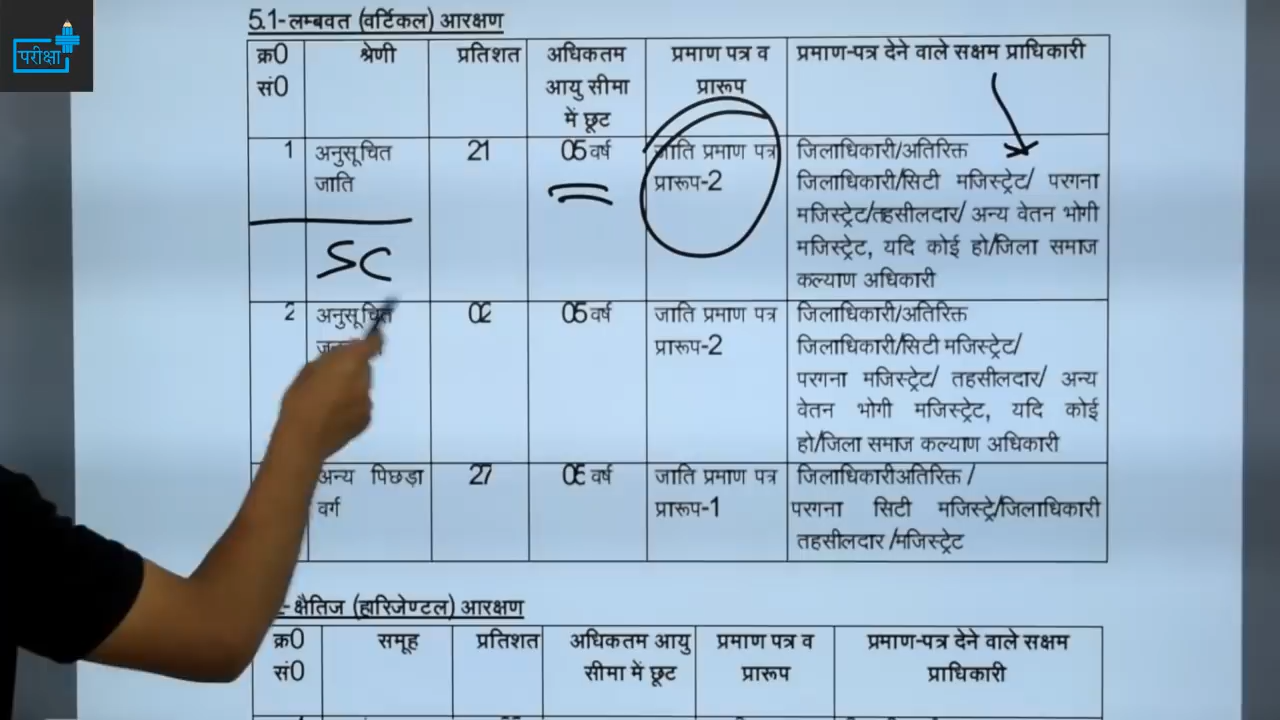 परीक्षा
5.1-लम्बवत (वर्टिकल) आरक्षण
क्र0 सं0
श्रेणी
प्रतिशत
अधिकतम आयु सीमा में छूट
प्रमाण पत्र व प्रारूप
प्रमाण-पत्र देने वाले सक्षम प्राधिकारी
1
अनुसूचित
जाति
SC
21
05 वर्ष
जाति प्रमाण पत्र
प्रारूप-2
जिलाधिकारी/अतिरिक्त
जिलाधिकारी/सिटी मजिस्ट्रेट/ परगना
मजिस्ट्रेट/तहसीलदार/ अन्य वेतन भोगी
मजिस्ट्रेट, यदि कोई हो/जिला समाज
कल्याण अधिकारी
2
अनुसूचित
02
05 वर्ष
जाति प्रमाण पत्र
प्रारूप-2
जिलाधिकारी/अतिरिक्त
जिलाधिकारी/सिटी मजिस्ट्रेट/
परगना मजिस्ट्रेट/ तहसीलदार/ अन्य
वेतन भोगी मजिस्ट्रेट, यदि कोई
हो/जिला समाज कल्याण अधिकारी
अन्य पिछड़ा
वर्ग
27
वर्ष
जाति प्रमाण पत्र
प्रारूप-1
जिलाधिकारीअतिरिक्त /
परगना सिटी मजिस्ट्रे/जिलाधिकारी
तहसीलदार /मजिस्ट्रेट
- क्षैतिज (हारिजेण्टल) आरक्षण
क्र0
सं0
समूह
प्रतिशत
अधिकतम आयु
सीमा में छूट
प्रमाण पत्र व
प्रारूप
प्रमाण-पत्र देने वाले सक्षम
प्राधिकारी